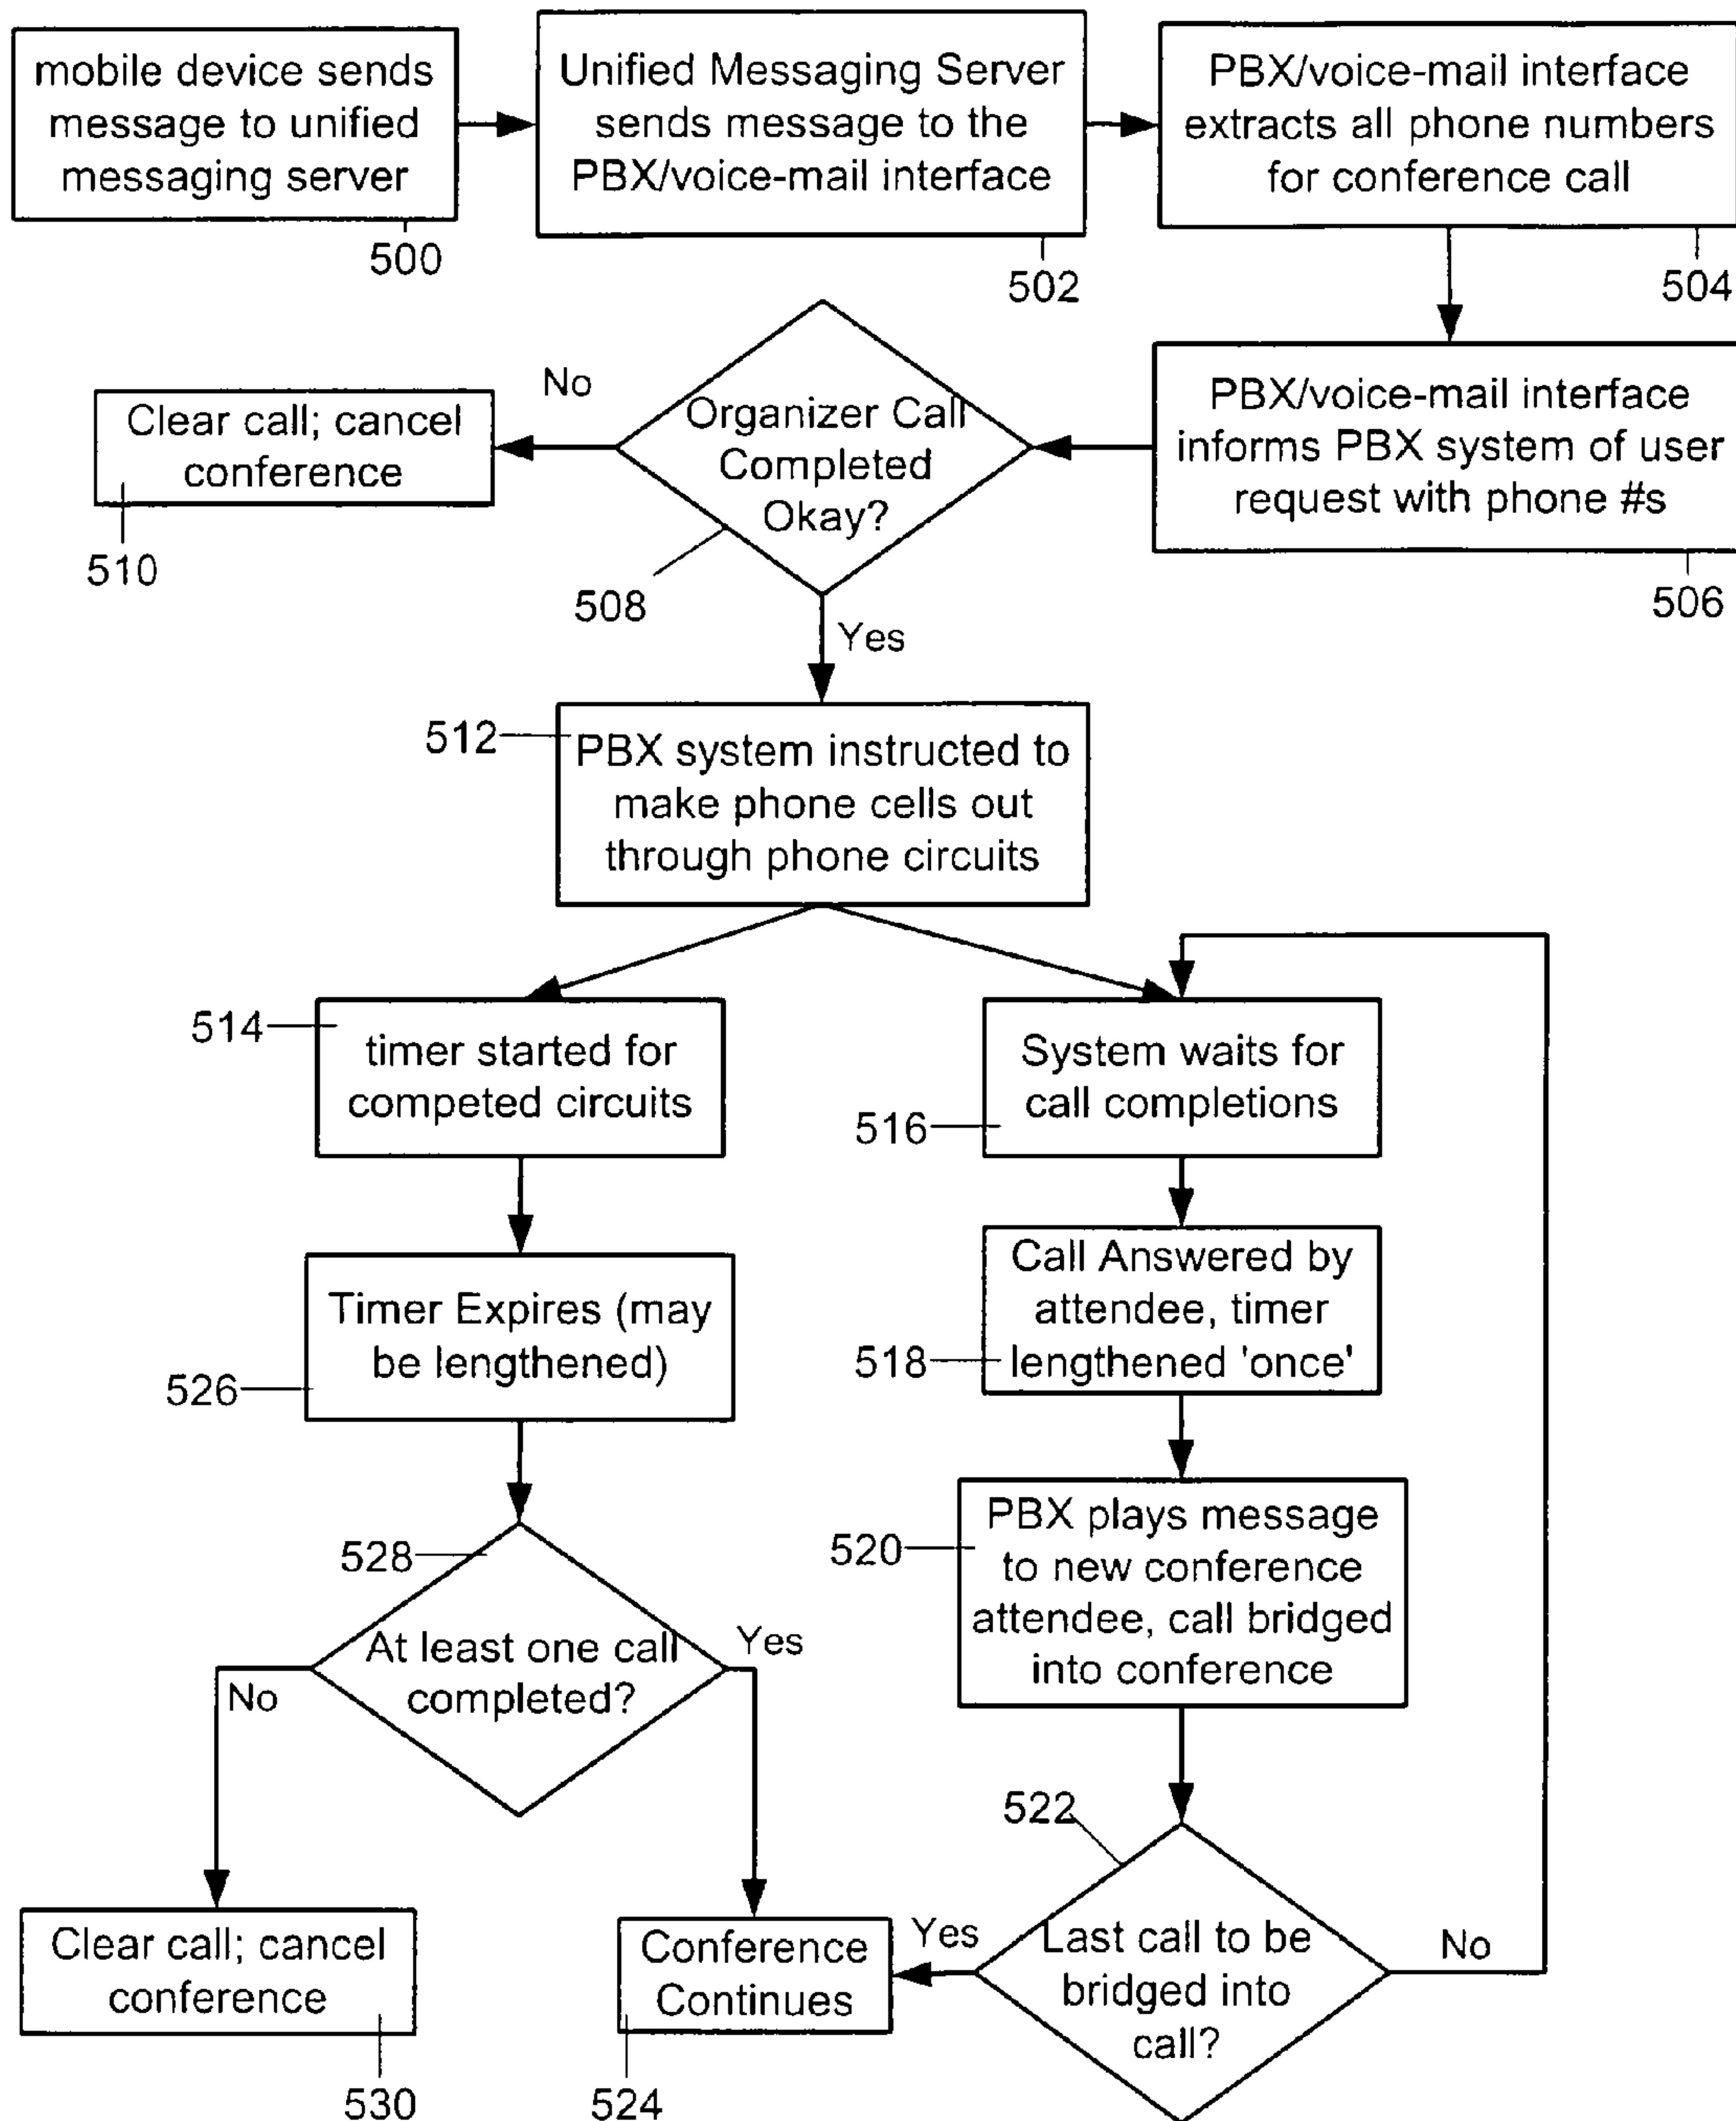 mobile device sends
message to unified
messaging server
500
Unified Messaging Server
sends message to the
PBX/voice-mail interface
502
PBX/voice-mail interface
extracts all phone numbers
for conference call
504
PBX/voice-mail interface
informs PBX system of user
request with phone #s
506
Organizer Call
Completed
Okay?
508
No
Clear call; cancel
conference
510
Yes
512
PBX system instructed to
make phone cells out
through phone circuits
514
timer started for
competed circuits
System waits for
call completions
516
Timer Expires (may
be lengthened)
526
Call Answered by
attendee, timer
lengthened 'once'
518
PBX plays message
to new conference
attendee, call bridged
into conference
520
528
At least one call
completed?
No
Yes
522
Last call to be
bridged into
call?
Yes
No
Clear call; cancel
conference
530
Conference
Continues
524